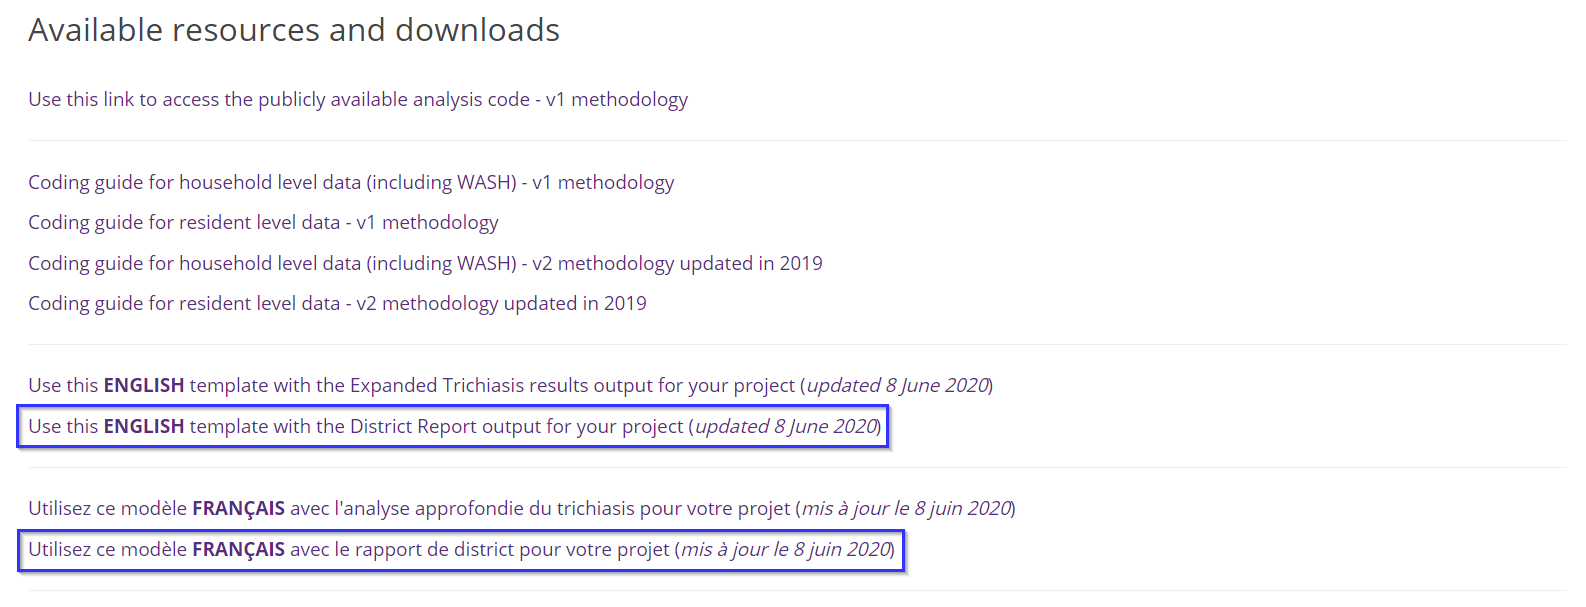 Available resources and downloads
Use this link to access the publicly available analysis code - v1 methodology
Coding guide for household level data (including WASH) - v1 methodology
Coding guide for resident level data - v1 methodology
Coding guide for household level data (including WASH) - v2 methodology updated in 2019
Coding guide for resident level data - v2 methodology updated in 2019
Use this ENGLISH template with the Expanded Trichiasis results output for your project (updated 8 June 2020)
Use this ENGLISH template with the District Report output for your project (updated 8 June 2020)
Utilisez ce modèle FRANÇAIS avec l'analyse approfondie du trichiasis pour votre projet (mis à jour le 8 juin 2020)
Utilisez ce modèle FRANÇAIS avec le rapport de district pour votre projet (mis à jour le 8 juin 2020)